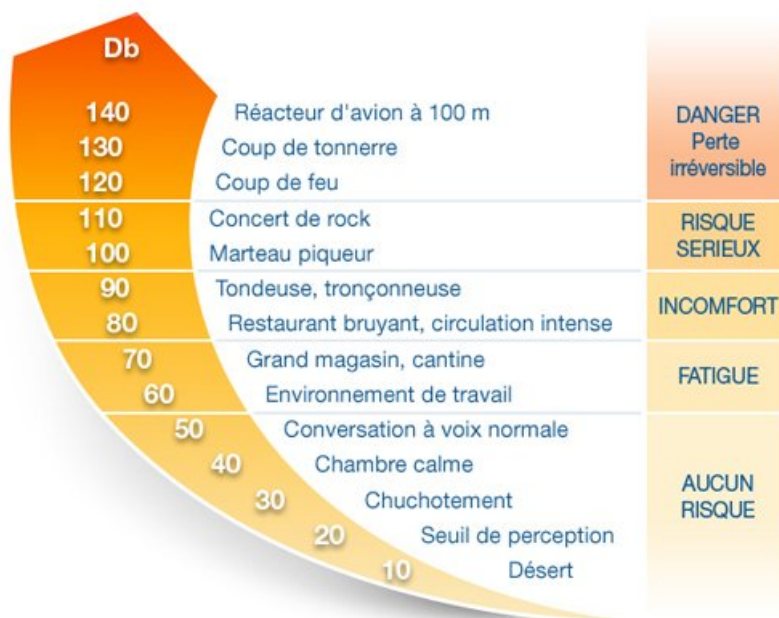 Db
140 Réacteur d'avion à 100 m
130 Coup de tonnerre
120 Coup de feu
DANGER
Perte
irréversible
110 Concert de rock
100 Marteau piqueur
RISQUE
SERIEUX
90 Tondeuse, tronçonneuse
80 Restaurant bruyant, circulation intense
INCOMFORT
70 Grand magasin, cantine
60 Environnement de travail
FATIGUE
50 Conversation à voix normale
40 Chambre calme
30 Chuchotement
20 Seuil de perception
10 Désert
AUCUN
RISQUE